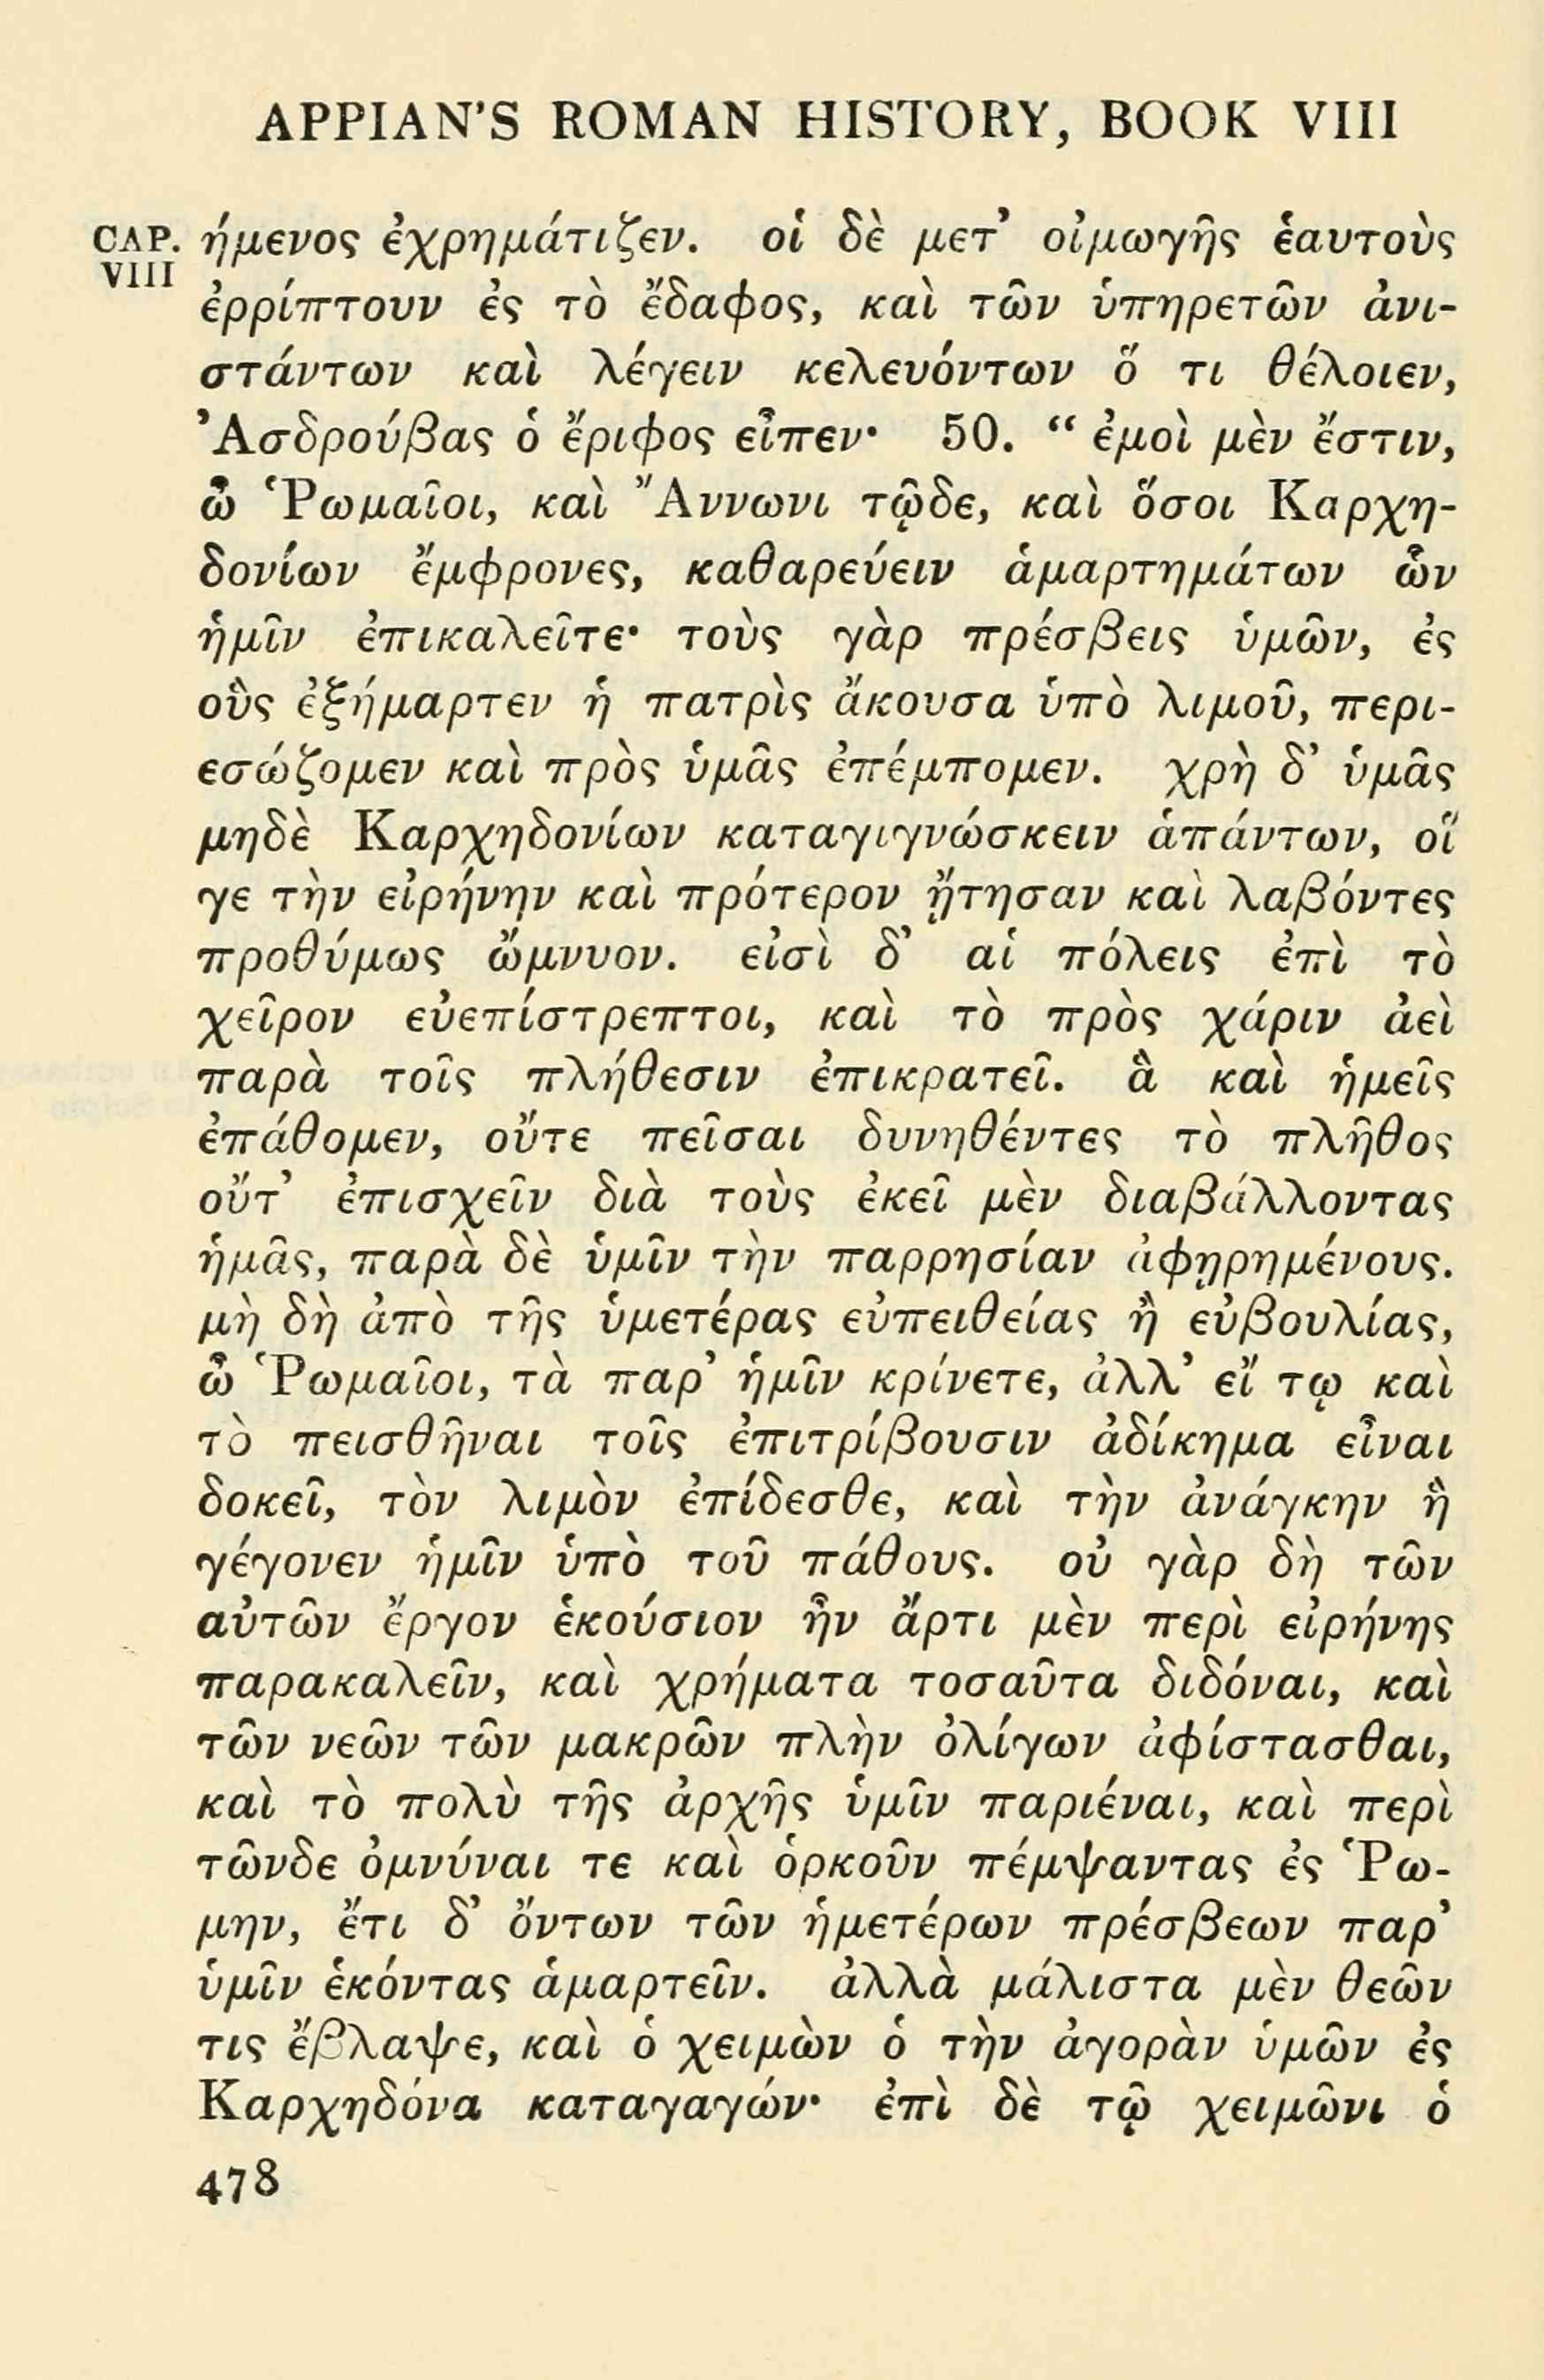 APPIAN'S ROMAN HISTORY, BOOK VIII
CAP. VIII
ήμενος ἐχρημάτιζεν. οἱ δὲ μετ' οἰμωγῆς ἑαυτοὺς
ἐρρίπτουν ἐς τὸ ἔδαφος, καὶ τῶν ὑπηρετῶν ἀνι-
στάντων καὶ λέγειν κελευόντων ὅ τι θέλοιεν,
Ἀσδρούβας ὁ ἔριφος εἶπεν· 50. “ ἐμοὶ μὲν ἔστιν,
ὦ Ῥωμαῖοι, καὶ Ἄννωνι τῷδε, καὶ ὅσοι Καρχη-
δονίων ἔμφρονες, καθαρεύειν ἁμαρτημάτων ὧν
ἡμῖν ἐπικαλεῖτε· τοὺς γὰρ πρέσβεις ὑμῶν, ἐς
οὓς ἐξήμαρτεν ἡ πατρὶς ἄκουσα ὑπὸ λιμοῦ, περι-
εσώζομεν καὶ πρὸς ὑμᾶς ἐπέμπομεν. χρὴ δ' ὑμᾶς
μηδὲ Καρχηδονίων καταγιγνώσκειν ἁπάντων, οἵ
γε τὴν εἰρήνην καὶ πρότερον ᾔτησαν καὶ λαβόντες
προθύμως ὤμνυον. εἰσὶ δ' αἱ πόλεις ἐπὶ τὸ
χεῖρον εὐεπίστρεπτοι, καὶ τὸ πρὸς χάριν ἀεὶ
παρὰ τοῖς πλήθεσιν ἐπικρατεῖ. ἃ καὶ ἡμεῖς
ἐπάθομεν, οὔτε πεῖσαι δυνηθέντες τὸ πλῆθος
οὔτ' ἐπισχεῖν διὰ τοὺς ἐκεῖ μὲν διαβάλλοντας
ἡμᾶς, παρὰ δὲ ὑμῖν τὴν παρρησίαν ἀφῃρημένους.
μὴ δὴ ἀπὸ τῆς ὑμετέρας εὐπειθείας ἢ εὐβουλίας,
ὦ Ῥωμαῖοι, τὰ παρ' ἡμῖν κρίνετε, ἀλλ' εἴ τῳ καὶ
τὸ πεισθῆναι τοῖς ἐπιτρίβουσιν ἀδίκημα εἶναι
δοκεῖ, τὸν λιμὸν ἐπίδεσθε, καὶ τὴν ἀνάγκην ἣ
γέγονεν ἡμῖν ὑπὸ τοῦ πάθους. οὐ γὰρ δὴ τῶν
αὐτῶν ἔργον ἑκούσιον ἦν ἄρτι μὲν περὶ εἰρήνης
παρακαλεῖν, καὶ χρήματα τοσαῦτα διδόναι, καὶ
τῶν νεῶν τῶν μακρῶν πλὴν ὀλίγων ἀφίστασθαι,
καὶ τὸ πολὺ τῆς ἀρχῆς ὑμῖν παριέναι, καὶ περὶ
τῶνδε ὀμνύναι τε καὶ ὁρκοῦν πέμψαντας ἐς Ῥώ-
μην, ἔτι δ' ὄντων τῶν ἡμετέρων πρέσβεων παρ'
ὑμῖν ἑκόντας ἁμαρτεῖν. ἀλλὰ μάλιστα μὲν θεῶν
τις ἔβλαψε, καὶ ὁ χειμὼν ὁ τὴν ἀγορὰν ὑμῶν ἐς
Καρχηδόνα καταγαγών· ἐπὶ δὲ τῷ χειμῶνι ὁ
478